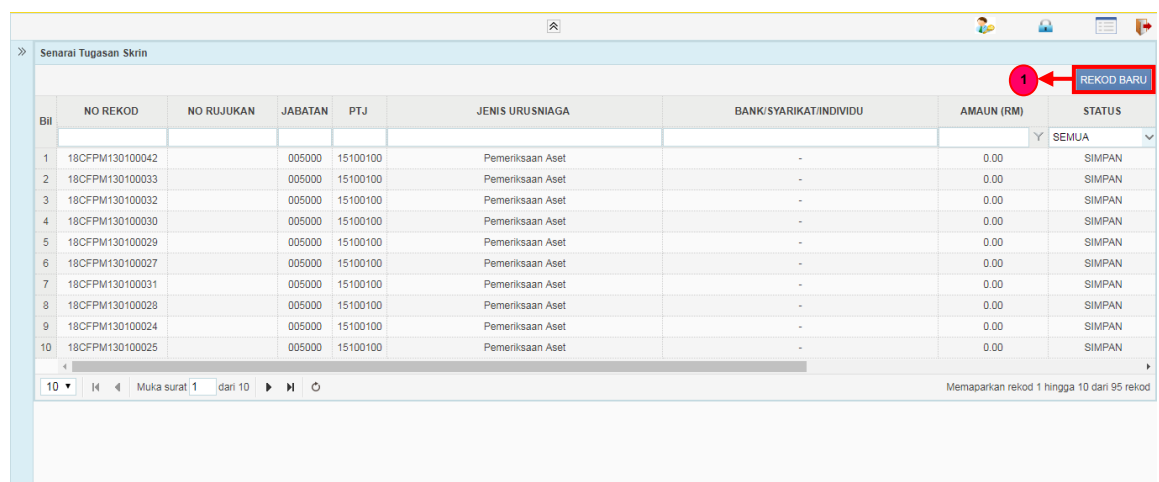 Senarai Tugasan Skrin
1 REKOD BARU
Bil NO REKOD NO RUJUKAN JABATAN PTJ JENIS URUSNIAGA BANK/SYARIKAT/INDIVIDU AMAUN (RM) STATUS
SEMUA
1 18CFPM130100042 005000 15100100 Pemeriksaan Aset - 0.00 SIMPAN
2 18CFPM130100033 005000 15100100 Pemeriksaan Aset - 0.00 SIMPAN
3 18CFPM130100032 005000 15100100 Pemeriksaan Aset - 0.00 SIMPAN
4 18CFPM130100030 005000 15100100 Pemeriksaan Aset - 0.00 SIMPAN
5 18CFPM130100029 005000 15100100 Pemeriksaan Aset - 0.00 SIMPAN
6 18CFPM130100027 005000 15100100 Pemeriksaan Aset - 0.00 SIMPAN
7 18CFPM130100031 005000 15100100 Pemeriksaan Aset - 0.00 SIMPAN
8 18CFPM130100028 005000 15100100 Pemeriksaan Aset - 0.00 SIMPAN
9 18CFPM130100024 005000 15100100 Pemeriksaan Aset - 0.00 SIMPAN
10 18CFPM130100025 005000 15100100 Pemeriksaan Aset - 0.00 SIMPAN
10 Muka surat 1 dari 10 Memaparkan rekod 1 hingga 10 dari 95 rekod